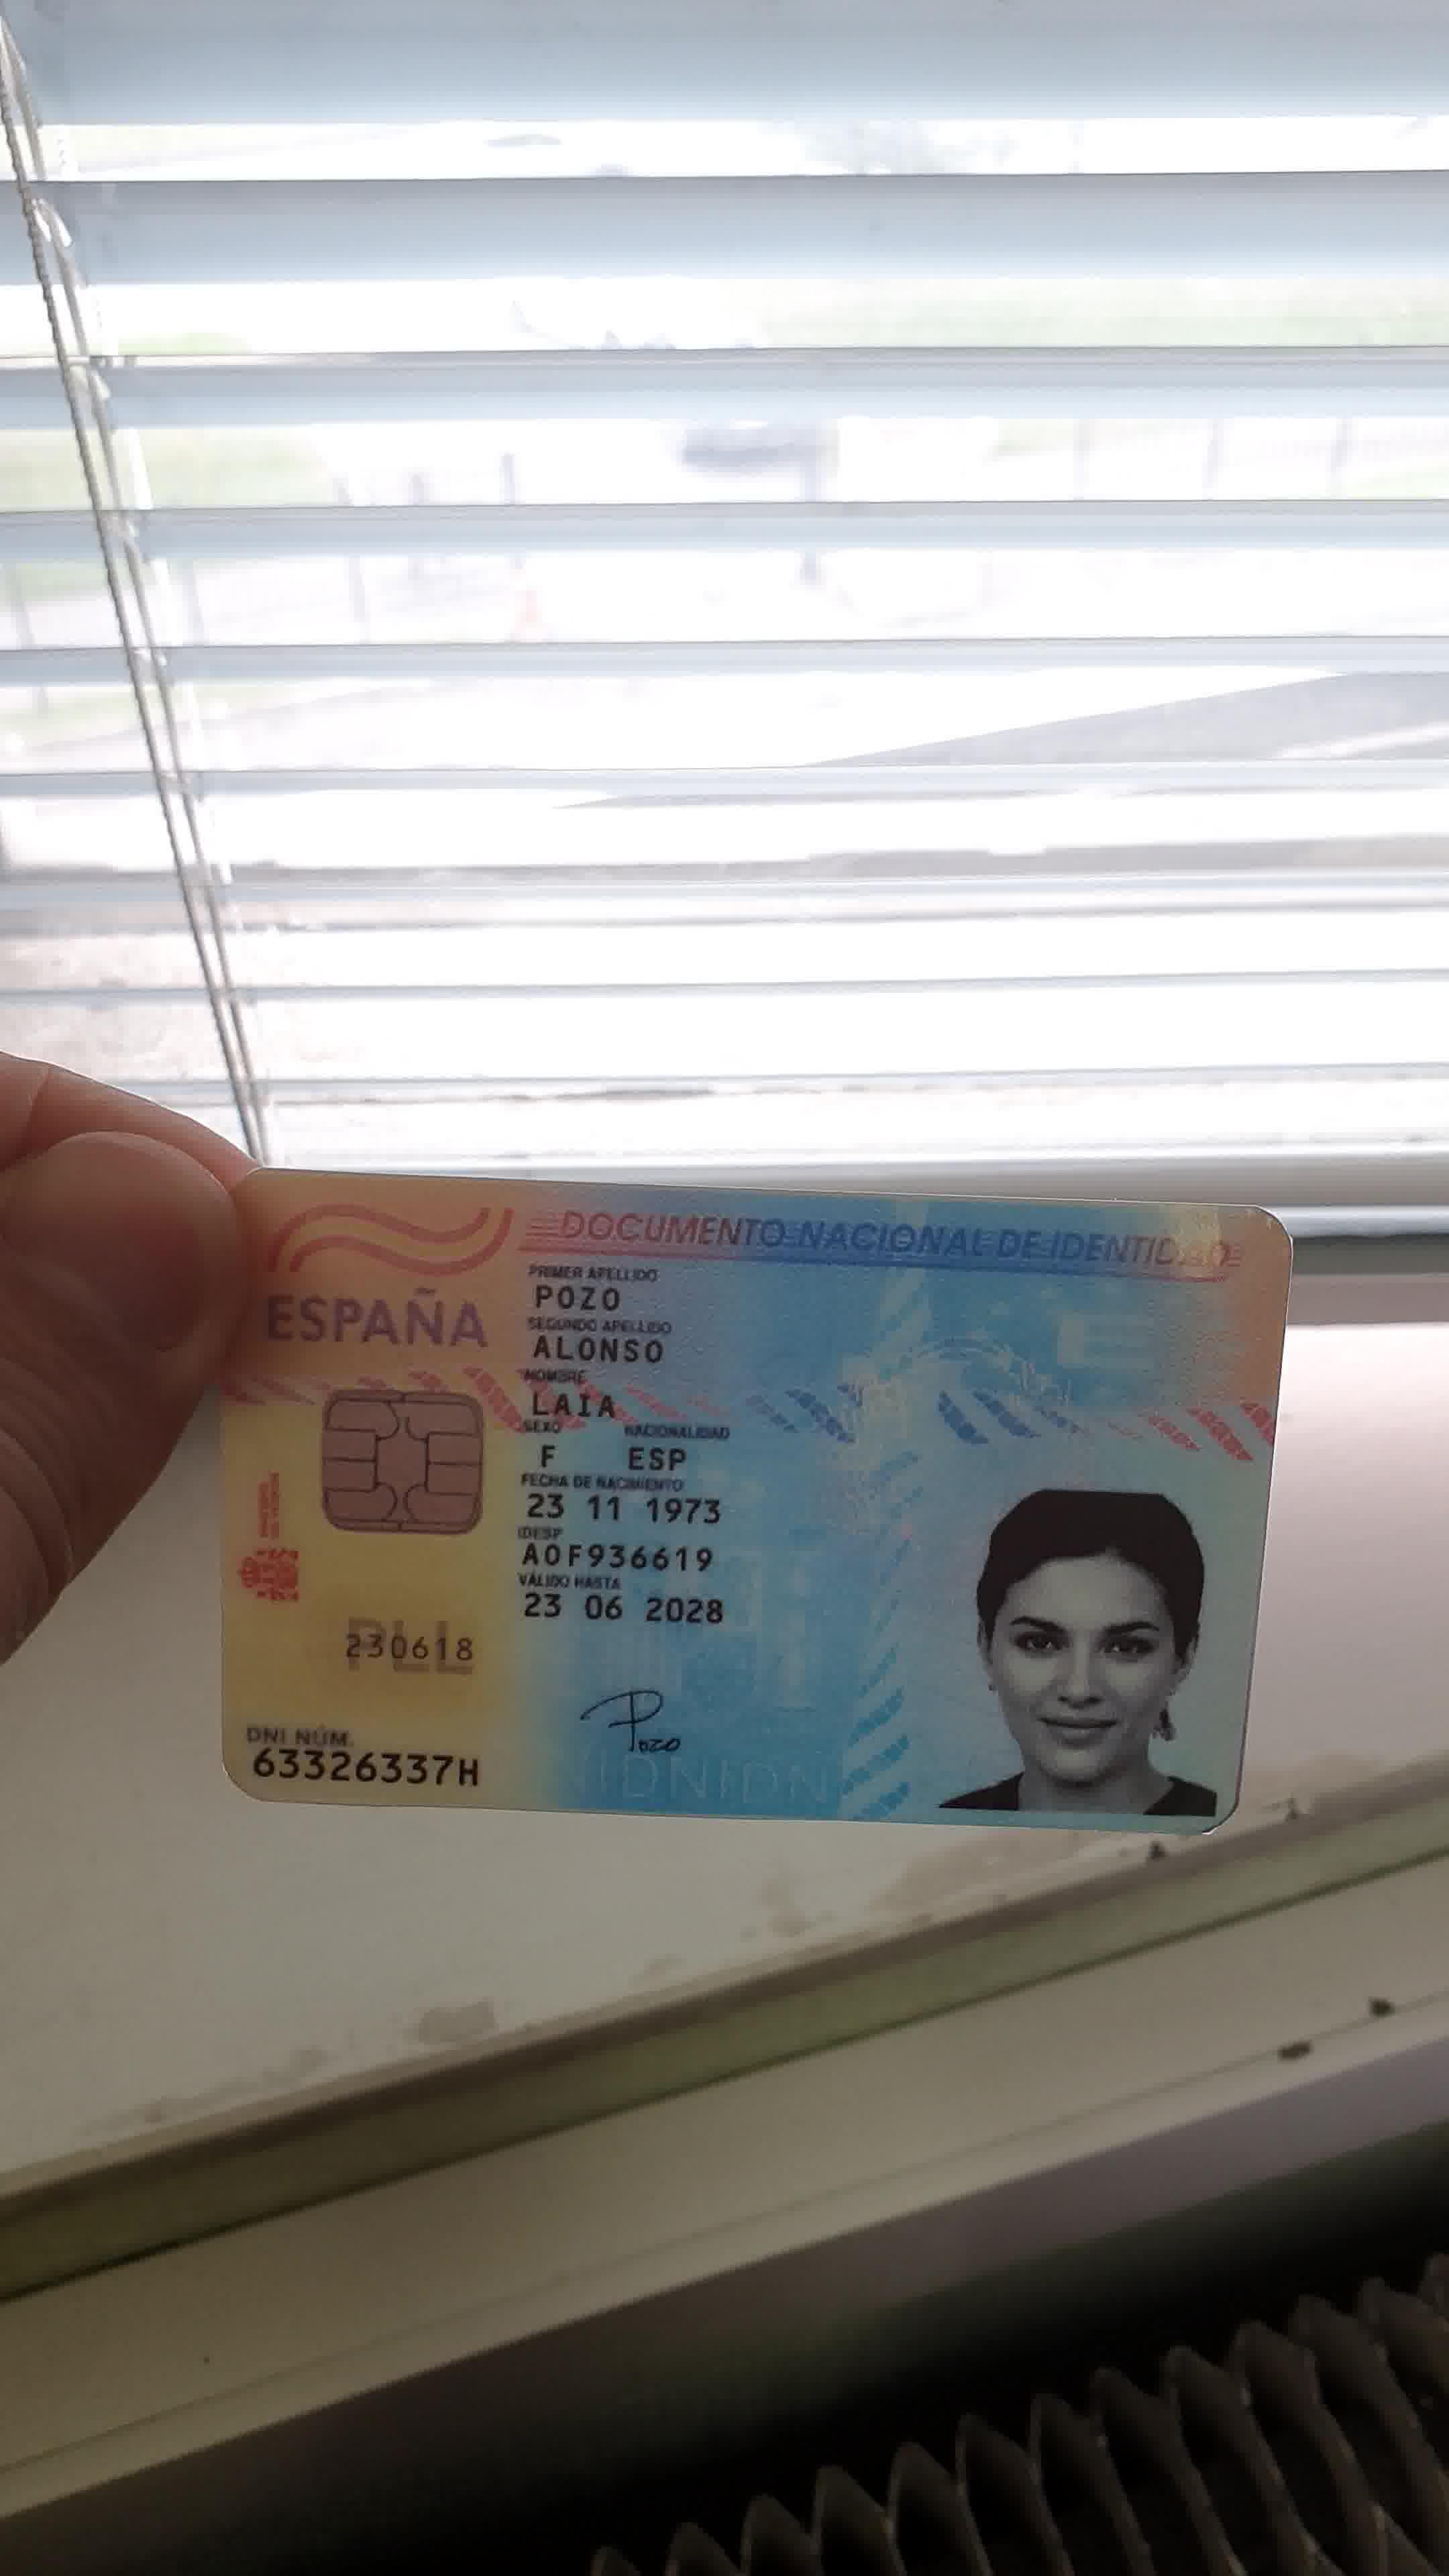 DOCUMENTO NACIONAL DE IDENTIDAD
ESPAÑA
PRIMER APELLIDO
POZO
SEGUNDO APELLIDO
ALONSO
NOMBRE
LAIA
SEXO NACIONALIDAD
F ESP
FECHA DE NACIMIENTO
23 11 1973
IDESP
AOF936619
VÁLIDO HASTA
23 06 2028
PLL
230618
Pozo
DNI NÚM.
63326337H
IDNIDN